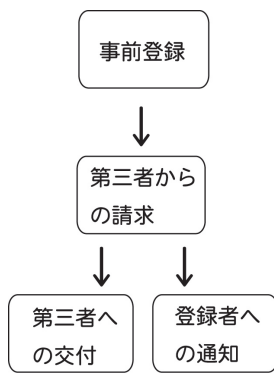 事前登録
第三者から
の請求
第三者へ
の交付
登録者へ
の通知